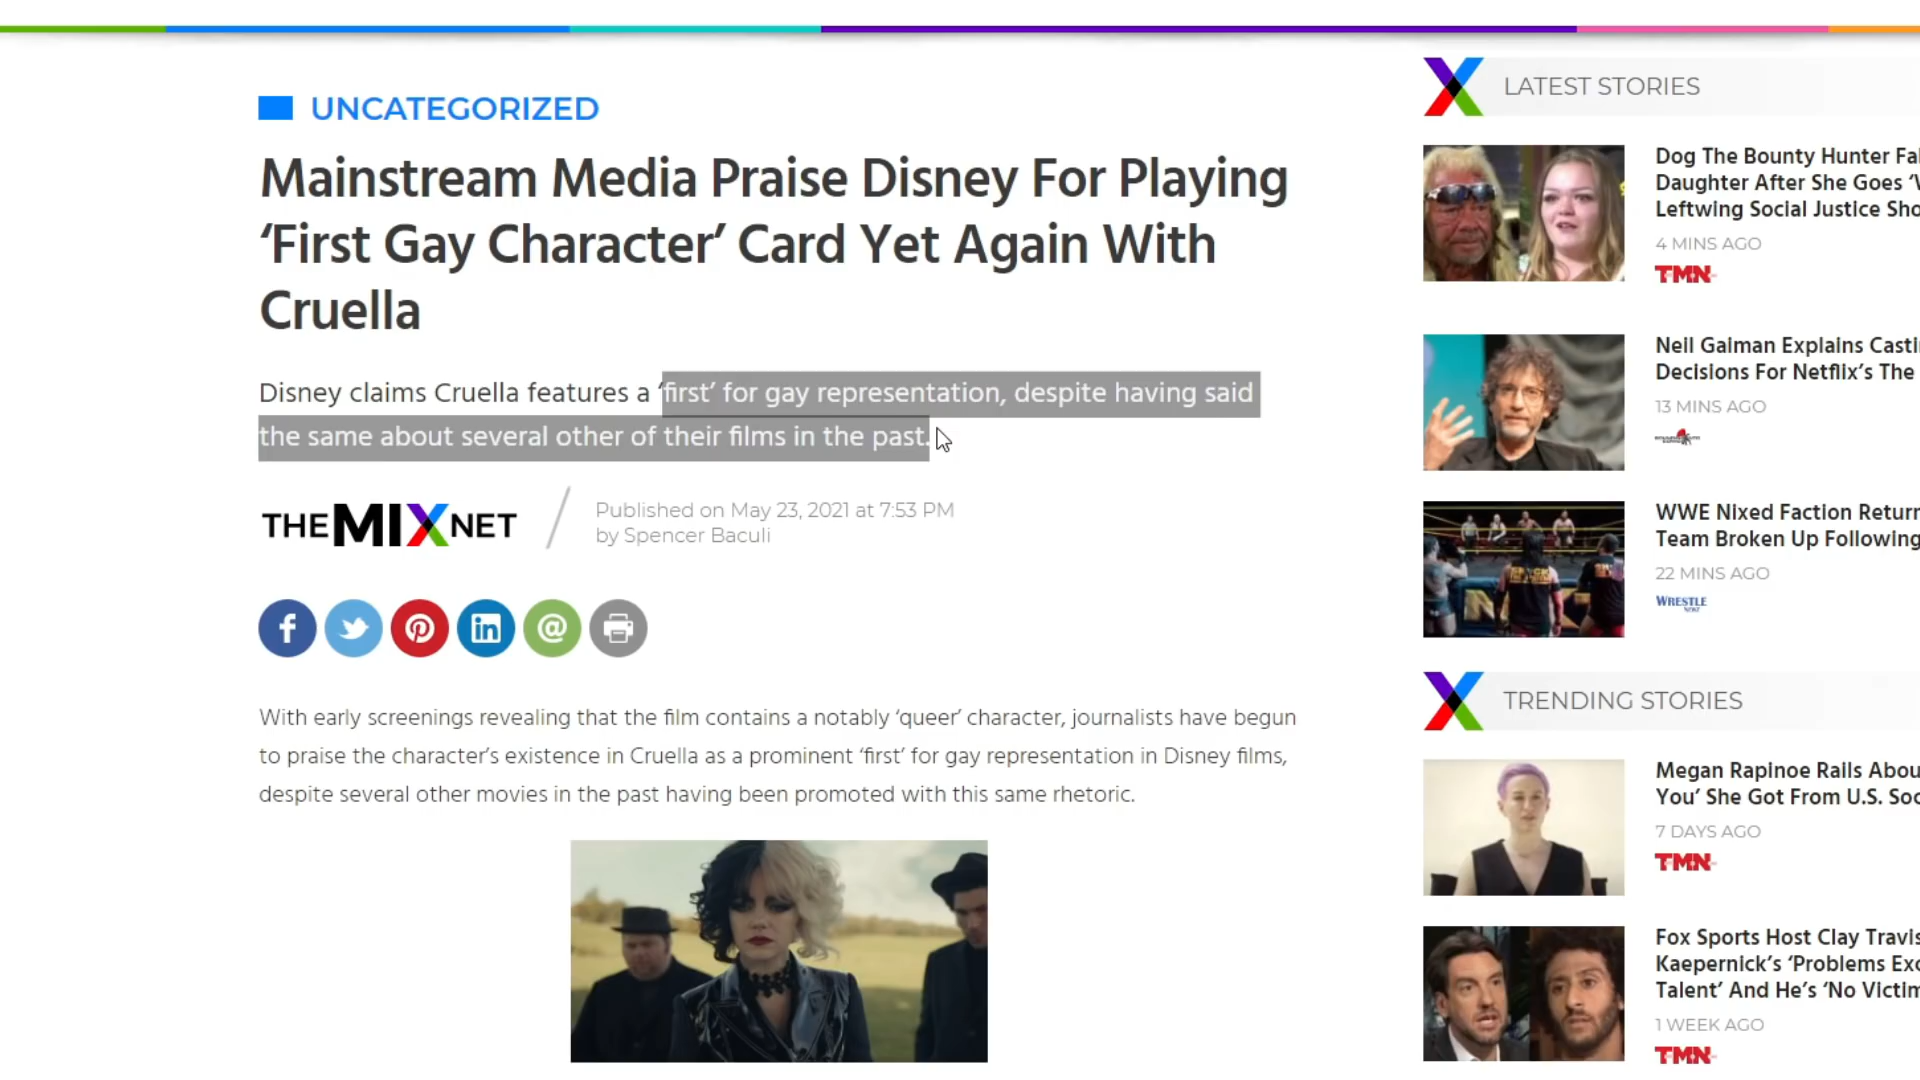 UNCATEGORIZED
Mainstream Media Praise Disney For Playing
‘First Gay Character’ Card Yet Again With
Cruella
Disney claims Cruella features a ‘first’ for gay representation, despite having said
the same about several other of their films in the past.
THEMIXNET
Published on May 23, 2021 at 7:53 PM
by Spencer Baculi
With early screenings revealing that the film contains a notably ‘queer’ character, journalists have begun
to praise the character’s existence in Cruella as a prominent ‘first’ for gay representation in Disney films,
despite several other movies in the past having been promoted with this same rhetoric.
LATEST STORIES
Dog The Bounty Hunter
Daughter After She Goes
Leftwing Social Justice
4 MINS AGO
TMN
Neil Gaiman Explains
Decisions For Netflix’s The
13 MINS AGO
WWE Nixed Faction
Team Broken Up Following
22 MINS AGO
WRESTLE
TRENDING STORIES
Megan Rapinoe Rails
You’ She Got From U.S.
7 DAYS AGO
TMN
Fox Sports Host Clay
Kaepernick’s ‘Problems
Talent’ And He’s ‘No
1 WEEK AGO
TMN